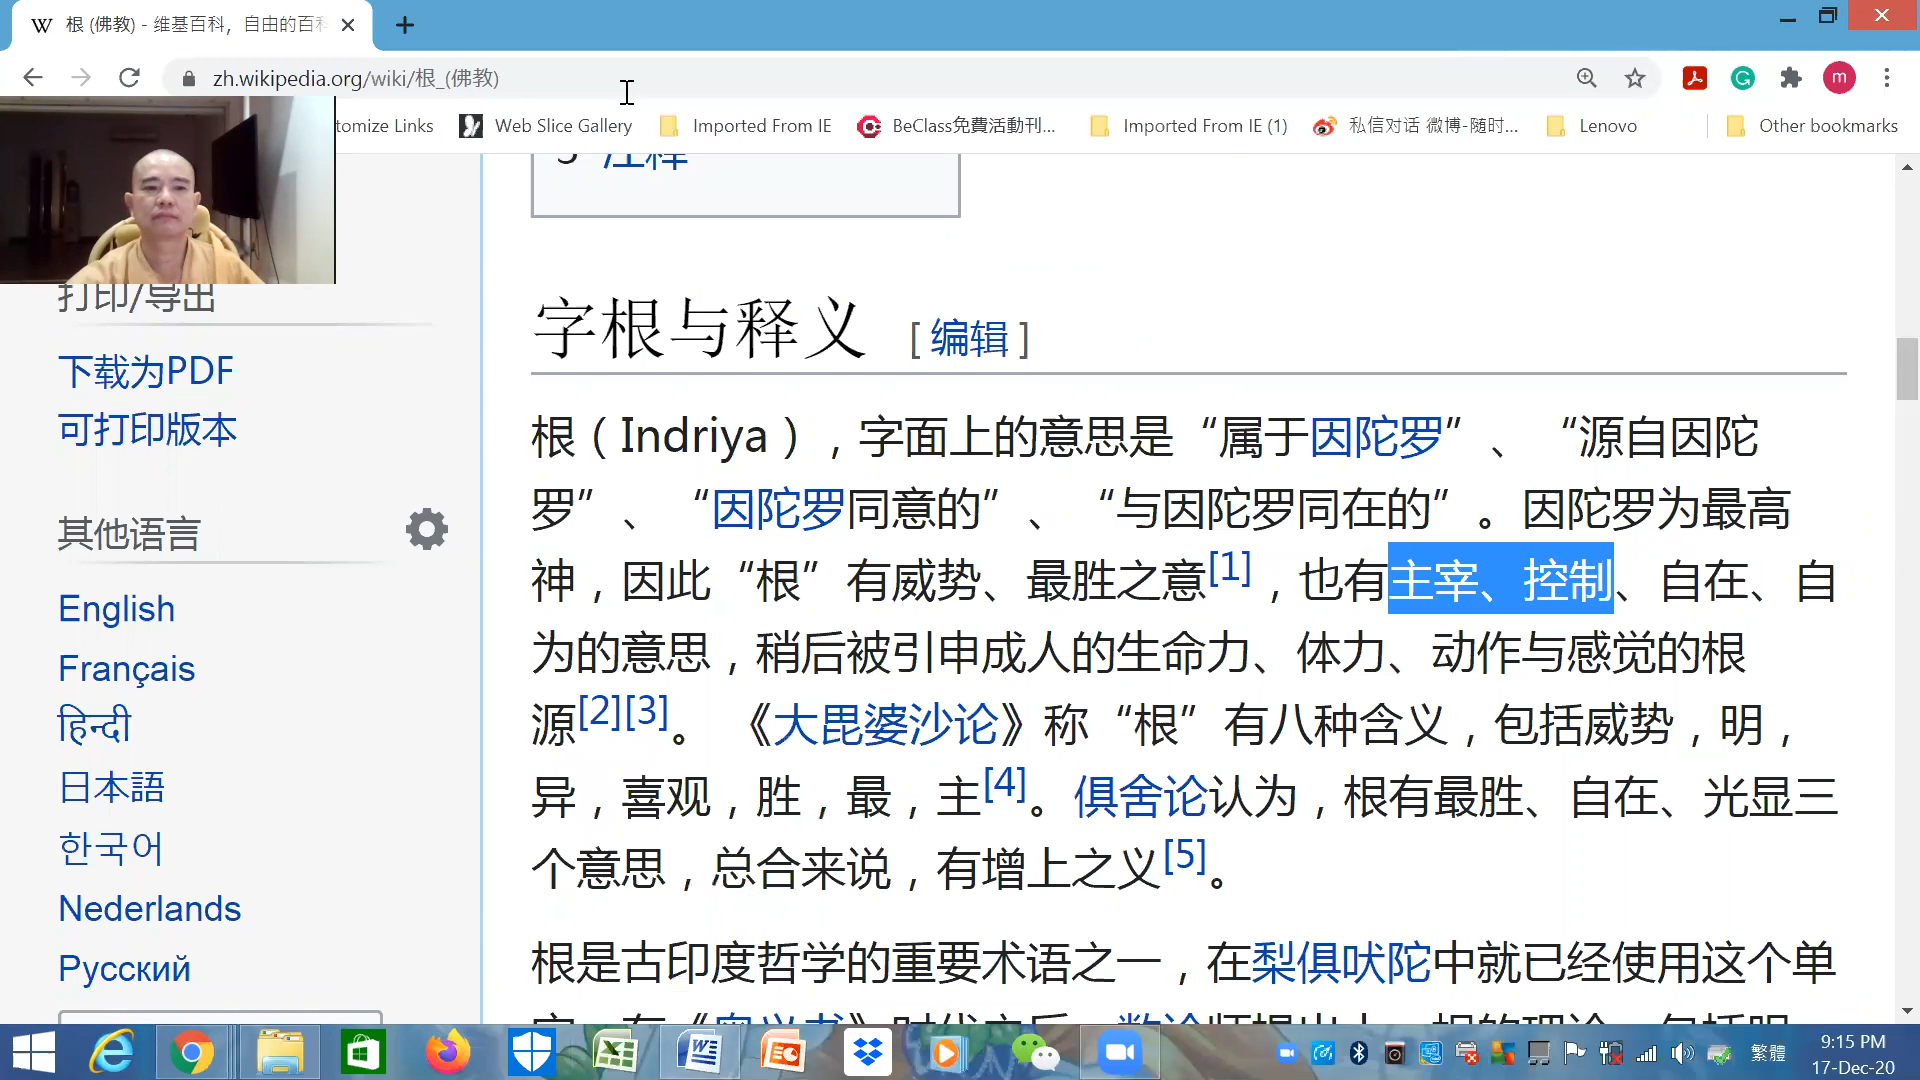 根 (佛教) - 维基百科，自由的百科
zh.wikipedia.org/wiki/根_(佛教)
m
tomize Links
Web Slice Gallery
Imported From IE
BeClass免費活動刊...
Imported From IE (1)
私信对话 微博-随时...
Lenovo
Other bookmarks
5 注释
打印/导出
下载为PDF
可打印版本
其他语言
English
Français
हिन्दी
日本語
한국어
Nederlands
Русский
字根与释义 [编辑]
根（Indriya），字面上的意思是“属于因陀罗”、“源自因陀
罗”、“因陀罗同意的”、“与因陀罗同在的”。因陀罗为最高
神，因此“根”有威势、最胜之意[1]，也有主宰、控制、自在、自
为的意思，稍后被引申成人的生命力、体力、动作与感觉的根
源[2][3]。《大毘婆沙论》称“根”有八种含义，包括威势，明，
异，喜观，胜，最，主[4]。俱舍论认为，根有最胜、自在、光显三
个意思，总合来说，有增上之义[5]。
根是古印度哲学的重要术语之一，在梨俱吠陀中就已经使用这个单
繁體
9:15 PM
17-Dec-20